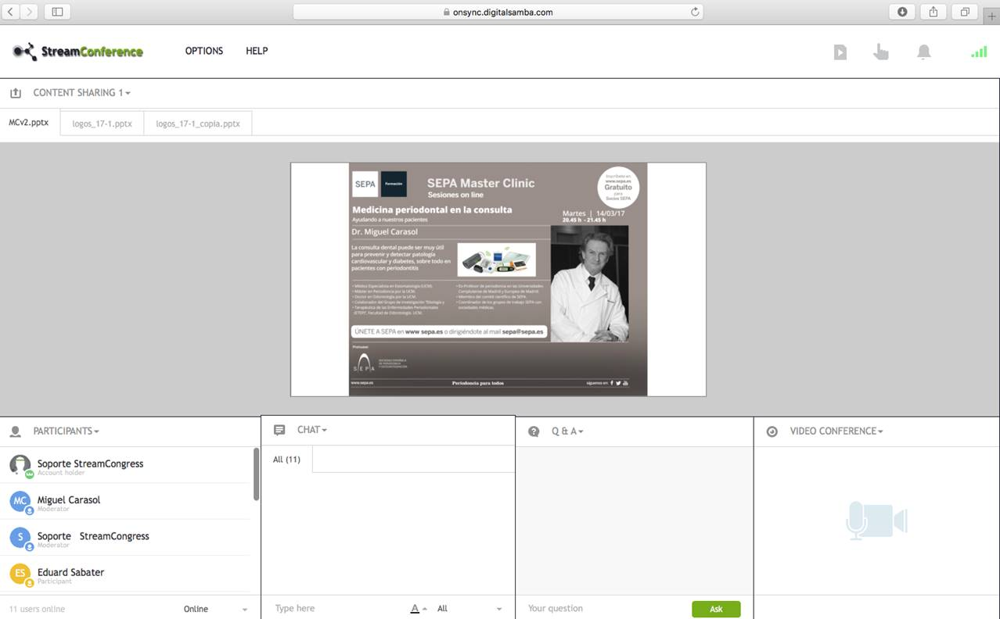 onsync.digitalsamba.com
StreamConference
OPTIONS
HELP
CONTENT SHARING 1
MCv2.pptx
logos_17-1.pptx
logos_17-1_copia.pptx
SEPA
Formación
SEPA Master Clinic
Sesiones on line
Inscríbete en
www.sepa.es
Gratuito
para
Socios SEPA
Medicina periodontal en la consulta
Ayudando a nuestros pacientes
Martes | 14/03/17
20.45 h - 21.45 h
Dr. Miguel Carasol
La consulta dental puede ser muy útil
para prevenir y detectar patología
cardiovascular y diabetes, sobre todo en
pacientes con periodontitis
• Médico Especialista en Estomatología (UCM).
• Máster en Periodoncia por la UCM.
• Doctor en Odontología por la UCM.
• Colaborador del Grupo de Investigación "Etiología y
• Terapéutica de las Enfermedades Periodontales
(ETEP)", Facultad de Odontología. UCM.
• Ex-Profesor de periodoncia en las Universidades
Complutense de Madrid y Europea de Madrid.
• Miembro del comité científico de SEPA.
• Coordinador de los grupos de trabajo SEPA con
sociedades médicas.
ÚNETE A SEPA en www sepa.es o dirigiéndote al mail sepa@sepa.es
Promueve:
S E P A
SOCIEDAD ESPAÑOLA
DE PERIODONCIA
Y OSTEOINTEGRACIÓN
www.sepa.es
Periodoncia para todos
síguenos en:
PARTICIPANTS
Soporte StreamCongress
Account holder
MC
Miguel Carasol
Moderator
S
Soporte StreamCongress
Moderator
ES
Eduard Sabater
Participant
11 users online
Online
CHAT
All (11)
Type here
A
All
Q & A
Your question
Ask
VIDEO CONFERENCE